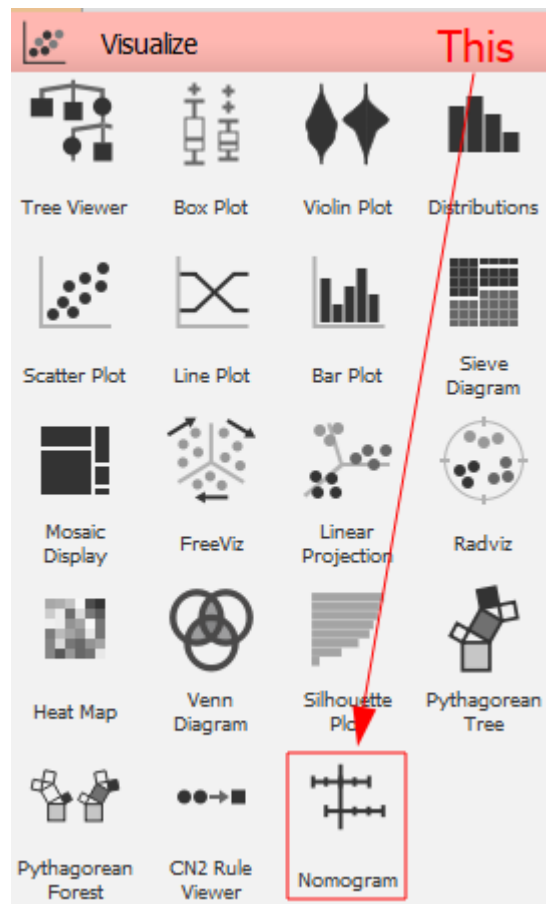 Visualize
This
Tree Viewer
Box Plot
Violin Plot
Distributions
Scatter Plot
Line Plot
Bar Plot
Sieve
Diagram
Mosaic
Display
FreeViz
Linear
Projection
Radviz
Heat Map
Venn
Diagram
Silhouette
Plot
Pythagorean
Tree
Pythagorean
Forest
CN2 Rule
Viewer
Nomogram